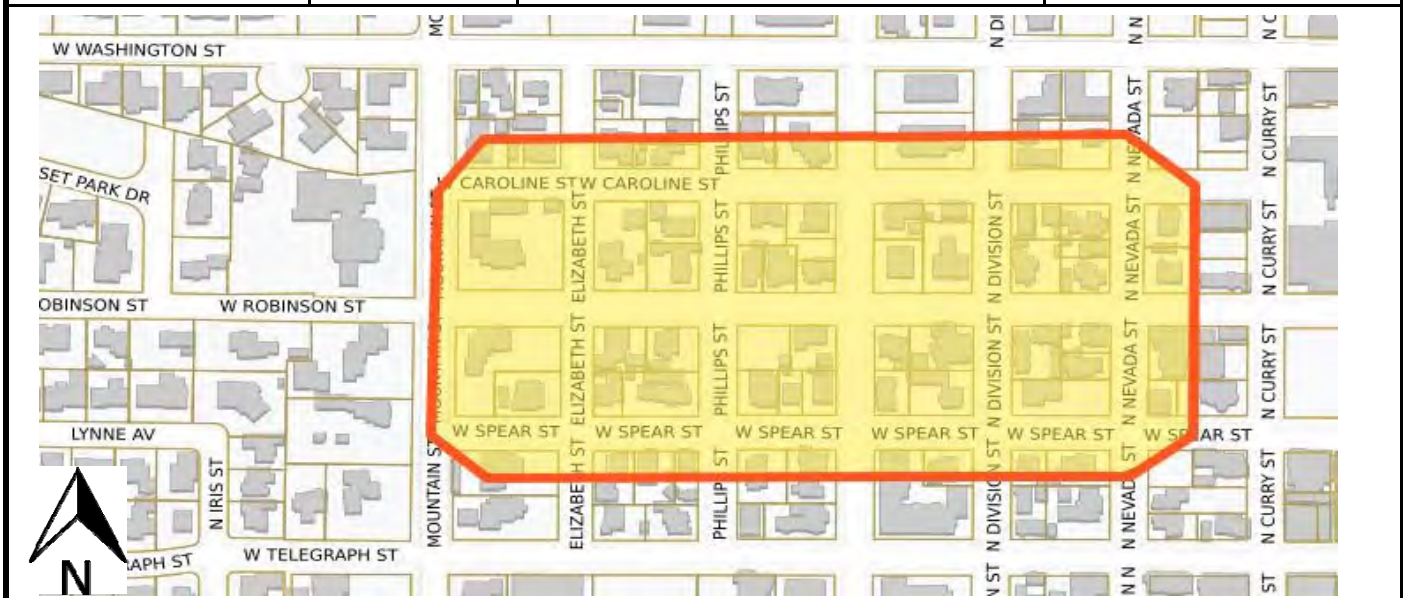 MO
N DI
N N
N C
W WASHINGTON ST
PHILLIPS ST
N NEVADA ST
N CURRY ST
SET PARK DR
W CAROLINE ST
W CAROLINE ST
ELIZABETH ST
PHILLIPS ST
N DIVISION ST
N NEVADA ST
N CURRY ST
OBINSON ST
W ROBINSON ST
ELIZABETH ST
PHILLIPS ST
N DIVISION ST
N NEVADA ST
N CURRY ST
LYNNE AV
W SPEAR ST
W SPEAR ST
W SPEAR ST
W SPEAR ST
W SPEAR ST
W SPEAR ST
N IRIS ST
MOUNTAIN ST
ELIZABETH ST
PHILLIPS ST
N DIVISION ST
N NEVADA ST
N CURRY ST
RAPH ST
W TELEGRAPH ST
N
N ST
N N
ST